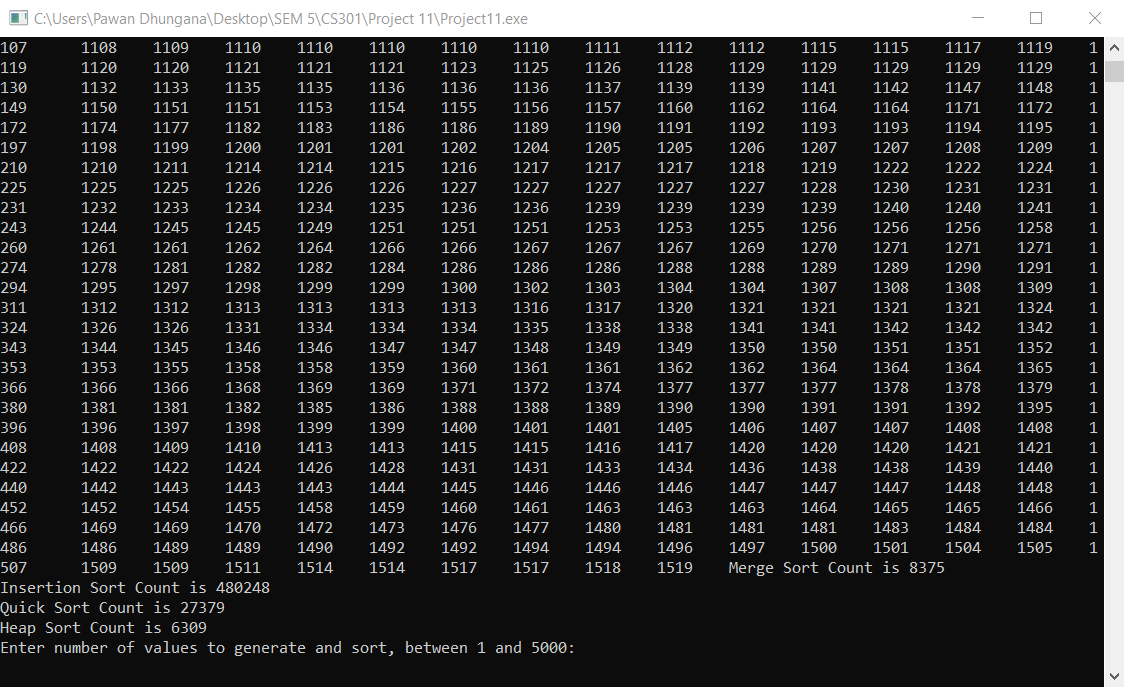 C:\Users\Pawan Dhungana\Desktop\SEM 5\CS301\Project 11\Project11.exe
107 1108 1109 1110 1110 1110 1110 1110 1111 1112 1112 1115 1115 1117 1119 1
119 1120 1120 1121 1121 1121 1123 1125 1126 1128 1129 1129 1129 1129 1129 1
130 1132 1133 1135 1135 1136 1136 1136 1137 1139 1139 1141 1142 1147 1148 1
149 1150 1151 1151 1153 1154 1155 1156 1157 1160 1162 1164 1164 1171 1172 1
172 1174 1177 1182 1183 1186 1186 1189 1190 1191 1192 1193 1193 1194 1195 1
197 1198 1199 1200 1201 1201 1202 1204 1205 1205 1206 1207 1207 1208 1209 1
210 1210 1211 1214 1214 1215 1216 1217 1217 1217 1218 1219 1222 1222 1224 1
225 1225 1225 1226 1226 1226 1227 1227 1227 1227 1227 1228 1230 1231 1231 1
231 1232 1233 1234 1234 1235 1236 1236 1239 1239 1239 1239 1240 1240 1241 1
243 1244 1245 1245 1249 1251 1251 1251 1253 1253 1255 1256 1256 1256 1258 1
260 1261 1261 1262 1264 1266 1266 1267 1267 1267 1269 1270 1271 1271 1271 1
274 1278 1281 1282 1282 1284 1286 1286 1286 1288 1288 1289 1289 1290 1291 1
294 1295 1297 1298 1299 1299 1300 1302 1303 1304 1304 1307 1308 1308 1309 1
311 1312 1312 1313 1313 1313 1313 1316 1317 1320 1321 1321 1321 1321 1324 1
324 1326 1326 1331 1334 1334 1334 1335 1338 1338 1341 1341 1342 1342 1342 1
343 1344 1345 1346 1346 1347 1347 1348 1349 1349 1350 1350 1351 1351 1352 1
353 1353 1355 1358 1358 1359 1360 1361 1361 1362 1362 1364 1364 1364 1365 1
366 1366 1366 1368 1369 1369 1371 1372 1374 1377 1377 1377 1378 1378 1379 1
380 1381 1381 1382 1385 1386 1388 1388 1389 1390 1390 1391 1391 1392 1395 1
396 1396 1397 1398 1399 1399 1400 1401 1401 1405 1406 1407 1407 1408 1408 1
408 1408 1409 1410 1413 1413 1415 1415 1416 1417 1420 1420 1420 1421 1421 1
422 1422 1422 1424 1426 1428 1431 1431 1433 1434 1436 1438 1438 1439 1440 1
440 1442 1443 1443 1443 1444 1445 1446 1446 1446 1447 1447 1447 1448 1448 1
452 1452 1454 1455 1458 1459 1460 1461 1463 1463 1463 1464 1465 1465 1466 1
466 1469 1469 1470 1472 1473 1476 1477 1480 1481 1481 1481 1483 1484 1484 1
486 1486 1489 1489 1490 1492 1492 1494 1494 1496 1497 1500 1501 1504 1505 1
507 1509 1509 1511 1514 1514 1517 1517 1518 1519 Merge Sort Count is 8375
Insertion Sort Count is 480248
Quick Sort Count is 27379
Heap Sort Count is 6309
Enter number of values to generate and sort, between 1 and 5000: